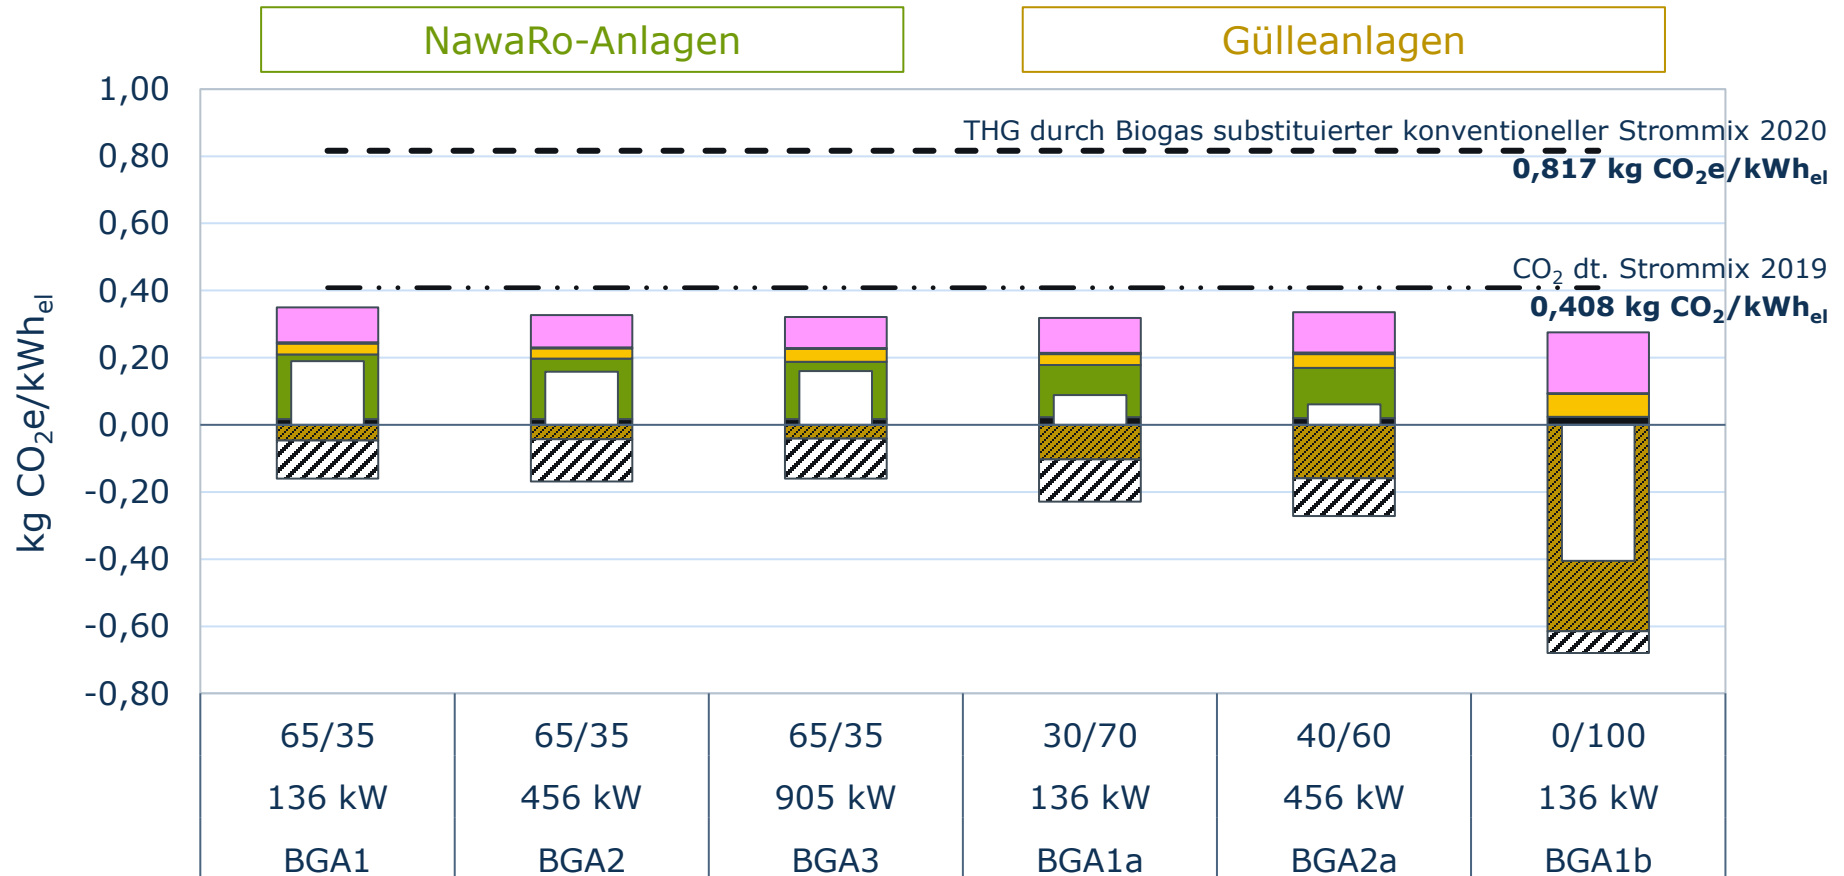 NawaRo-Anlagen
Gülleanlagen
1,00
0,80
0,60
0,40
0,20
0,00
-0,20
-0,40
-0,60
-0,80
kg CO₂e/kWhₑₗ
THG durch Biogas substituierter konventioneller Strommix 2020
0,817 kg CO₂e/kWhₑₗ
CO₂ dt. Strommix 2019
0,408 kg CO₂/kWhₑₗ
65/35 65/35 65/35 30/70 40/60 0/100
136 kW 456 kW 905 kW 136 kW 456 kW 136 kW
BGA1 BGA2 BGA3 BGA1a BGA2a BGA1b